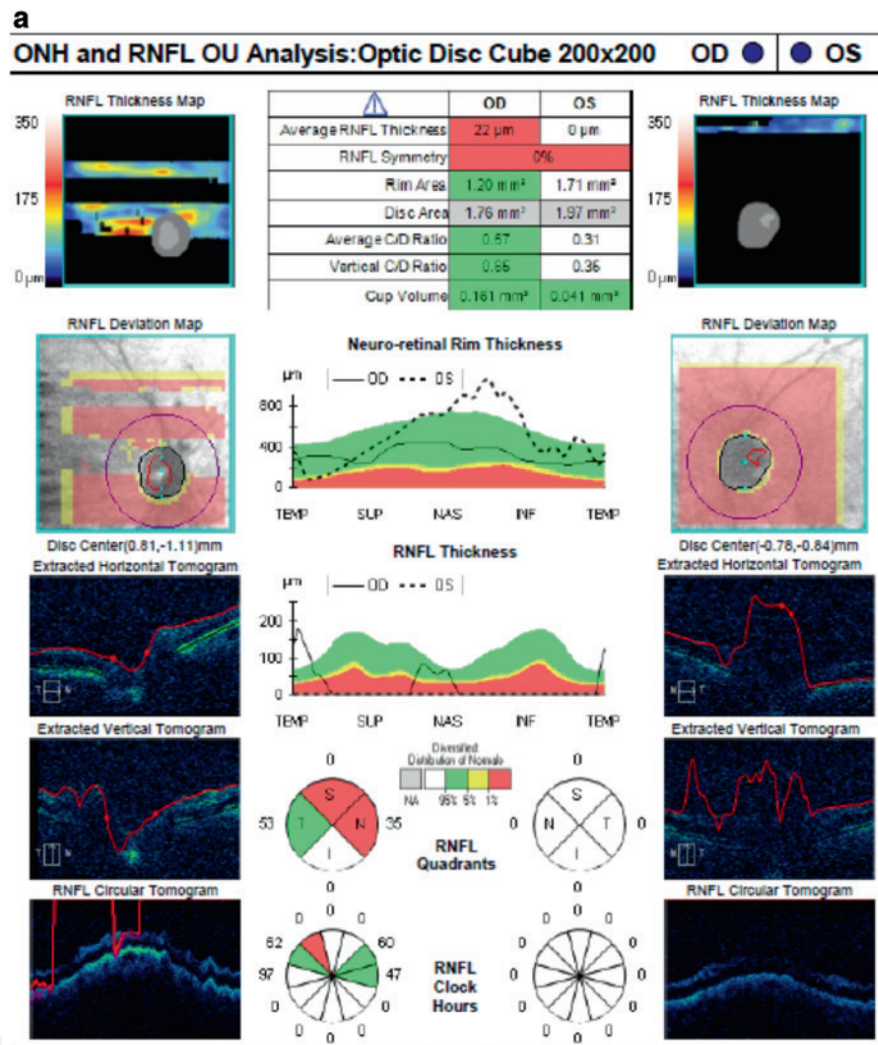 a
ONH and RNFL OU Analysis:Optic Disc Cube 200x200 OD OS
RNFL Thickness Map
350
175
0 µm
OD OS
Average RNFL Thickness 22 µm 0 µm
RNFL Symmetry 0%
Rim Area 1.20 mm² 1.71 mm²
Disc Area 1.76 mm² 1.97 mm²
Average C/D Ratio 0.57 0.31
Vertical C/D Ratio 0.35
Cup Volume 0.161 mm³ 0.041 mm³
RNFL Thickness Map
350
175
0 µm
RNFL Deviation Map
Disc Center(0.81,-1.11)mm
Neuro-retinal Rim Thickness
µm
OD OS
800
400
0
TEMP SUP NAS INF TEMP
RNFL Deviation Map
Disc Center(-0.78,-0.84)mm
Extracted Horizontal Tomogram
T N
RNFL Thickness
µm
OD OS
200
100
0
TEMP SUP NAS INF TEMP
Extracted Horizontal Tomogram
N T
Extracted Vertical Tomogram
T N
Diversified
Distribution of Normals
NA 95% 5% 1%
0
S
53 T N 35
I
0
RNFL
Quadrants
0
S
0 N T 0
I
0
Extracted Vertical Tomogram
N T
RNFL Circular Tomogram
0
0 0
62 60
97 47
0 0
0 0
0
RNFL
Clock
Hours
0
0 0
0 0
0 0
0 0
0 0
0
RNFL Circular Tomogram